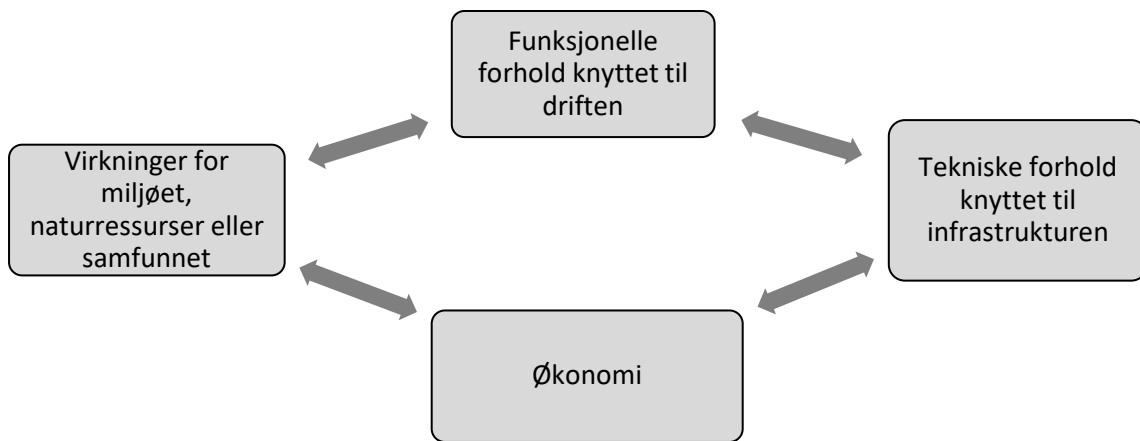 Funksjonelle
forhold knyttet til
driften
Virkninger for
miljøet,
naturressurser eller
samfunnet
Tekniske forhold
knyttet til
infrastrukturen
Økonomi